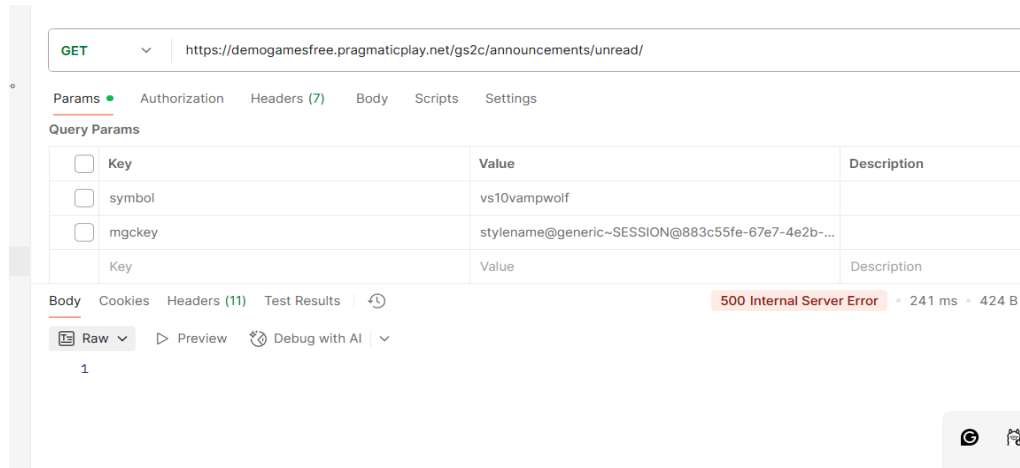 GET https://demogamesfree.pragmaticplay.net/gs2c/announcements/unread/
Params Authorization Headers (7) Body Scripts Settings
Query Params
Key Value Description
symbol vs10vampwolf
mgckey stylename@generic~SESSION@883c55fe-67e7-4e2b-...
Key Value Description
Body Cookies Headers (11) Test Results 500 Internal Server Error 241 ms 424 B
Raw Preview Debug with AI
1